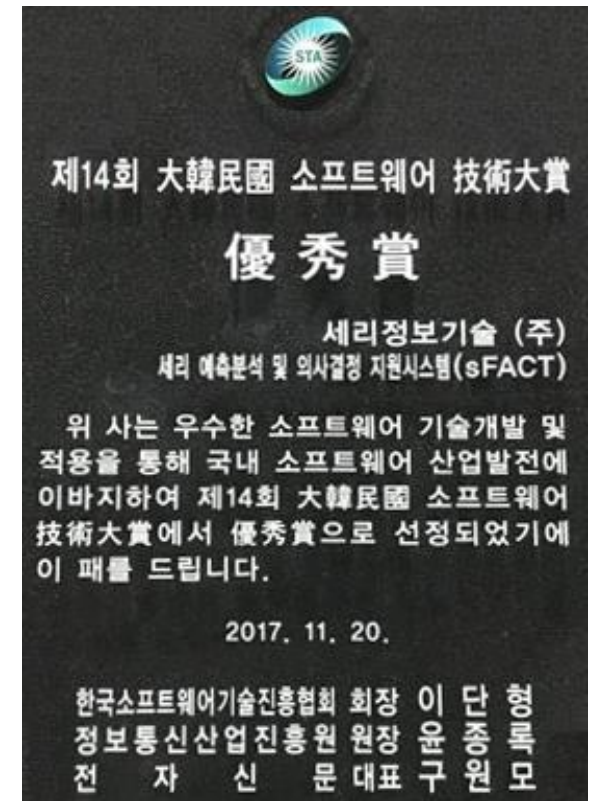 STA
제14회 大韓民國 소프트웨어 技術大賞
優秀賞
세리정보기술 (주)
세리 예측분석 및 의사결정 지원시스템(sFACT)
위 사는 우수한 소프트웨어 기술개발 및
적용을 통해 국내 소프트웨어 산업발전에
이바지하여 제14회 大韓民國 소프트웨어
技術大賞에서 優秀賞으로 선정되었기에
이 패를 드립니다.
2017. 11. 20.
한국소프트웨어기술진흥협회 회장 이 단 형
정보통신산업진흥원 원장 윤 종 록
전 자 신 문 대표 구 원 모